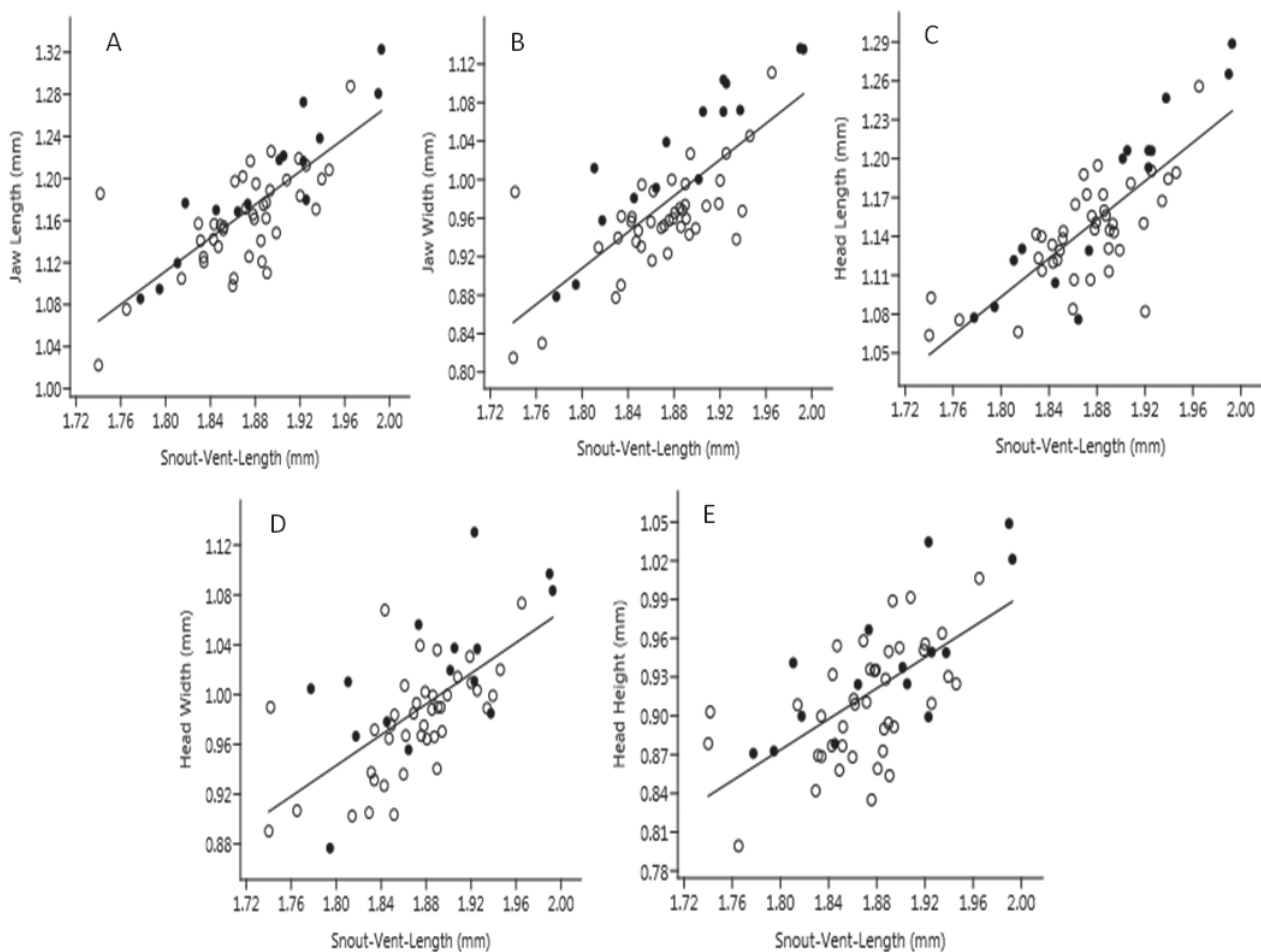 A
1.32
1.28
1.24
1.20
1.16
1.12
1.08
1.04
1.00
Jaw Length (mm)
1.72 1.76 1.80 1.84 1.88 1.92 1.96 2.00
Snout-Vent-Length (mm)
B
1.12
1.08
1.04
1.00
0.96
0.92
0.88
0.84
0.80
Jaw Width (mm)
1.72 1.76 1.80 1.84 1.88 1.92 1.96 2.00
Snout-Vent-Length (mm)
C
1.29
1.26
1.23
1.20
1.17
1.14
1.11
1.08
1.05
Head Length (mm)
1.72 1.76 1.80 1.84 1.88 1.92 1.96 2.00
Snout-Vent-Length (mm)
D
1.12
1.08
1.04
1.00
0.96
0.92
0.88
Head Width (mm)
1.72 1.76 1.80 1.84 1.88 1.92 1.96 2.00
Snout-Vent-Length (mm)
E
1.05
1.02
0.99
0.96
0.93
0.90
0.87
0.84
0.81
0.78
Head Height (mm)
1.72 1.76 1.80 1.84 1.88 1.92 1.96 2.00
Snout-Vent-Length (mm)